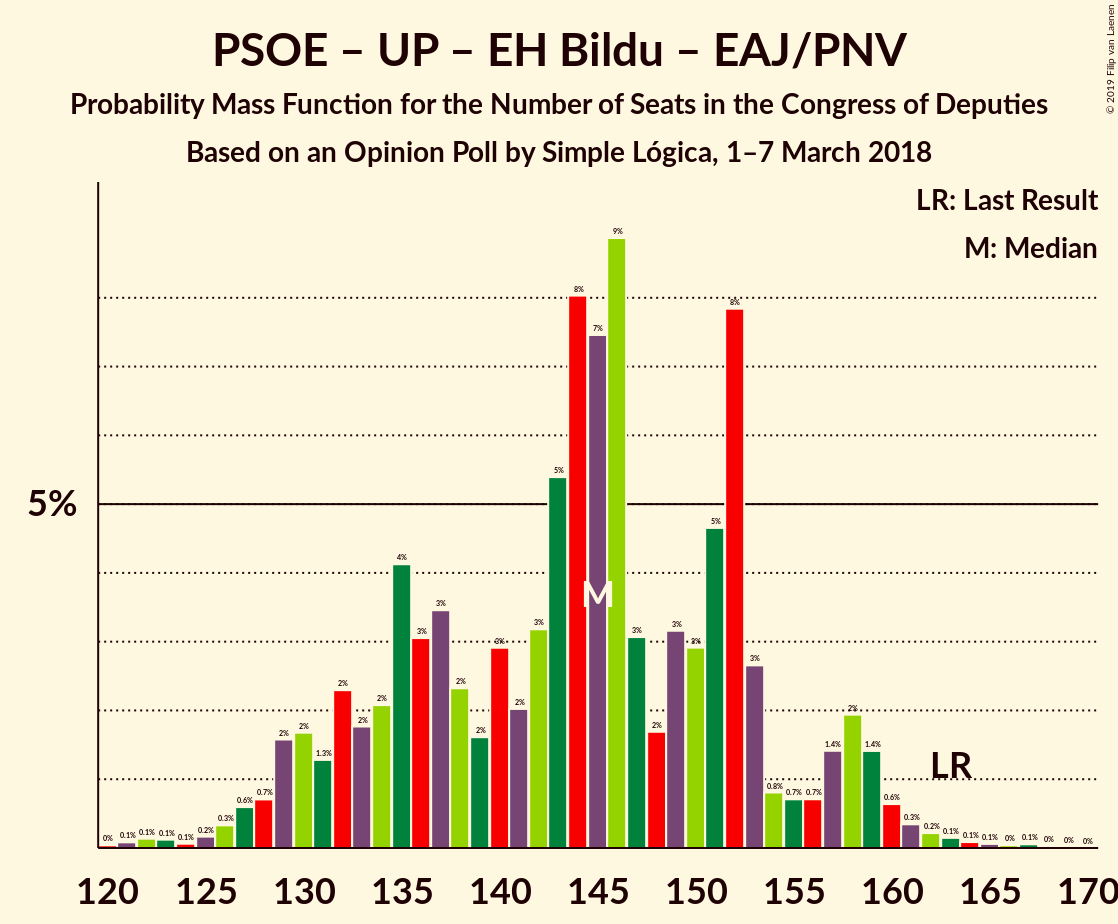 PSOE – UP – EH Bildu – EAJ/PNV
Probability Mass Function for the Number of Seats in the Congress of Deputies
Based on an Opinion Poll by Simple Lógica, 1–7 March 2018
© 2019 Filip van Laenen
LR: Last Result
M: Median
5%
0% 0.1% 0.1% 0.1% 0.1% 0.2% 0.3% 0.6% 0.7% 2% 2% 1.3% 2% 2% 2% 4% 3% 3% 2% 2% 3% 2% 3% 5% 8% 7% 9% 3% 2% 3% 3% 5% 8% 3% 0.8% 0.7% 0.7% 1.4% 2% 1.4% 0.6% 0.3% 0.2% 0.1% 0.1% 0.1% 0% 0.1% 0% 0% 0%
M
LR
120 125 130 135 140 145 150 155 160 165 170